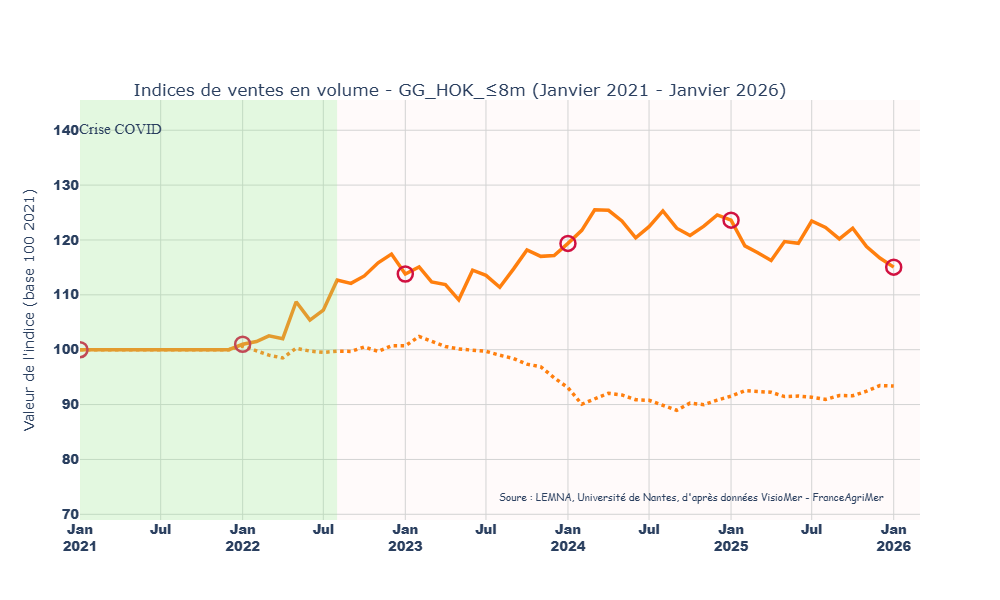 Indices de ventes en volume - GG_HOK_≤8m (Janvier 2021 - Janvier 2026)
Crise COVID
Valeur de l'indice (base 100 2021)
140
130
120
110
100
90
80
70
Soure : LEMNA, Université de Nantes, d'après données VisioMer - FranceAgriMer
Jan Jul Jan Jul Jan Jul Jan Jul Jan Jul Jan
2021 2022 2023 2024 2025 2026